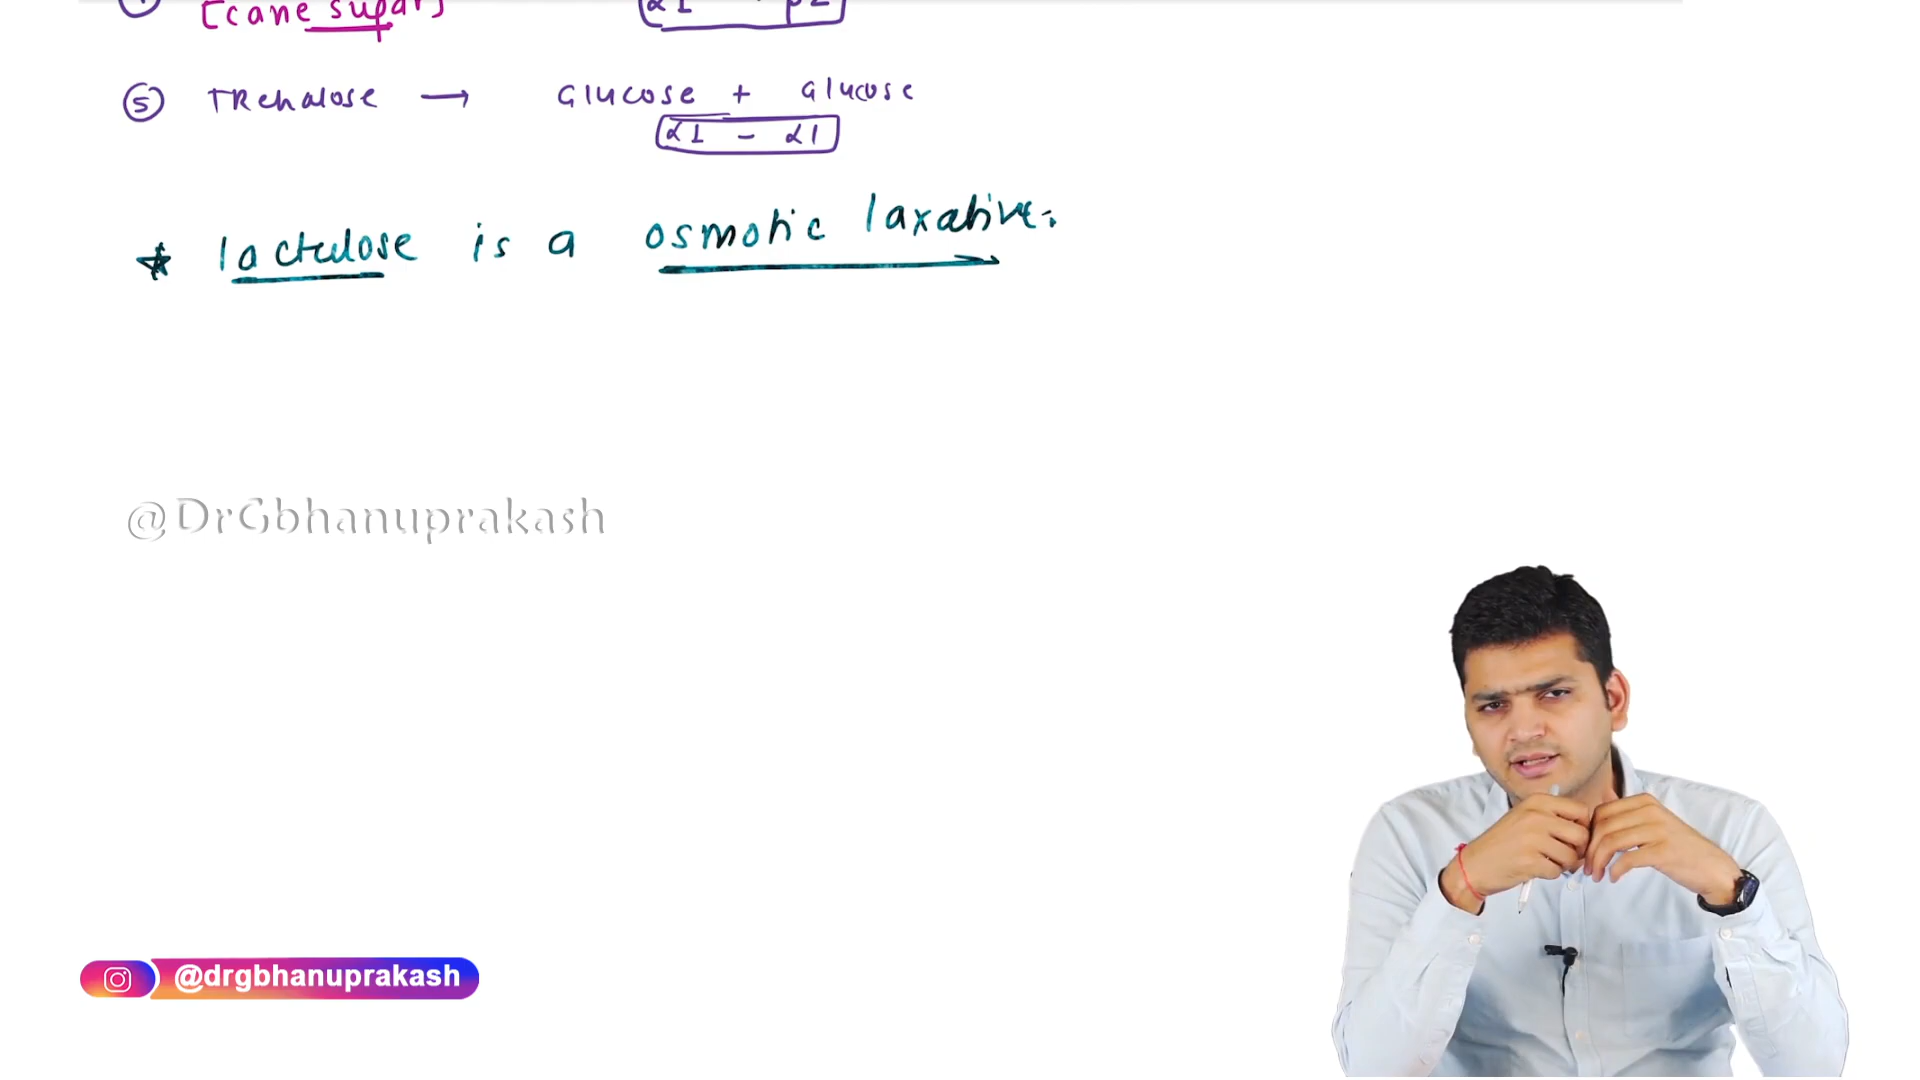 [cane sugar]
⑤ TRehalose → Glucose + Glucose
α1 - α1
* lactulose is a osmotic laxative.
@DrGbhanuprakash
@drgbhanuprakash